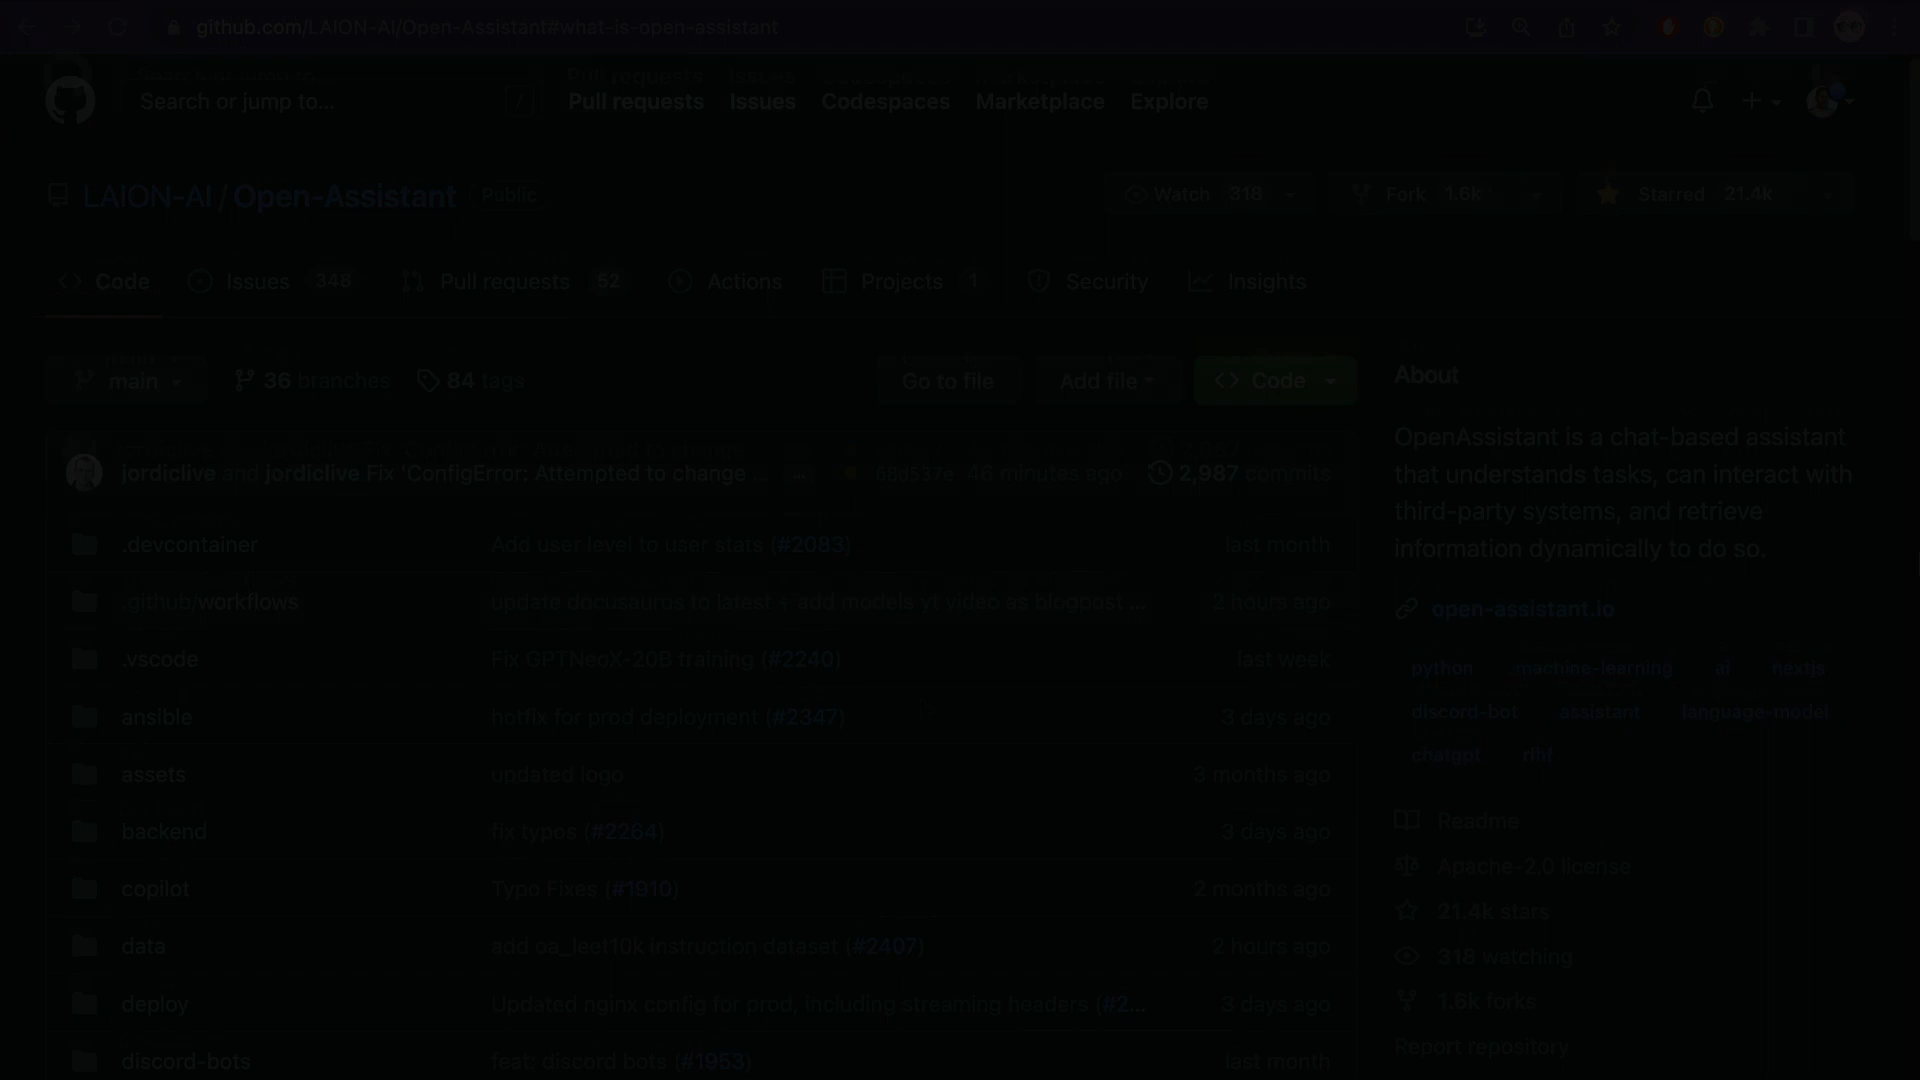 github.com/LAION-AI/Open-Assistant#what-is-open-assistant
Search or jump to... /
Pull requests Issues Codespaces Marketplace Explore
LAION-AI / Open-Assistant Public
Watch 318 Fork 1.6k Starred 21.4k
Code Issues 348 Pull requests 52 Actions Projects 1 Security Insights
main 36 branches 84 tags Go to file Add file Code
jordiclive and jordiclive Fix 'ConfigError: Attempted to change ... ... 68d537e 46 minutes ago 2,987 commits
.devcontainer Add user level to user stats (#2083) last month
.github/workflows update docusaurus to latest + add models yt video as blogpost ... 2 hours ago
.vscode Fix GPTNeoX-20B training (#2240) last week
ansible hotfix for prod deployment (#2347) 3 days ago
assets updated logo 3 months ago
backend fix typos (#2264) 3 days ago
copilot Typo Fixes (#1910) 2 months ago
data add oa_leet10k instruction dataset (#2407) 2 hours ago
deploy Updated nginx config for prod, including streaming headers (#2... 3 days ago
discord-bots feat: discord bots (#1953) last month
About
OpenAssistant is a chat-based assistant
that understands tasks, can interact with
third-party systems, and retrieve
information dynamically to do so.
open-assistant.io
python machine-learning ai nextjs
discord-bot assistant language-model
chatgpt rlhf
Readme
Apache-2.0 license
21.4k stars
318 watching
1.6k forks
Report repository